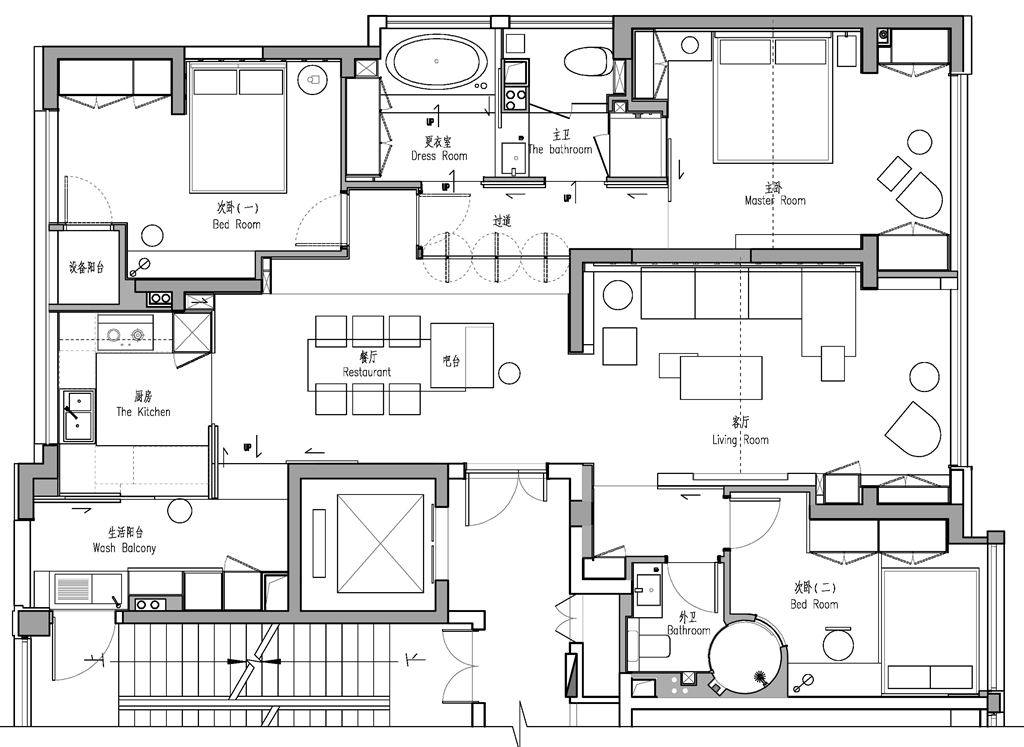 UP
更衣室
Dress Room
主卫
The bathroom
UP
UP
主卧
Master Room
次卧(一)
Bed Room
过道
设备阳台
餐厅
Restaurant
吧台
厨房
The Kitchen
客厅
Living Room
UP
生活阳台
Wash Balcony
次卧(二)
Bed Room
外卫
Bathroom